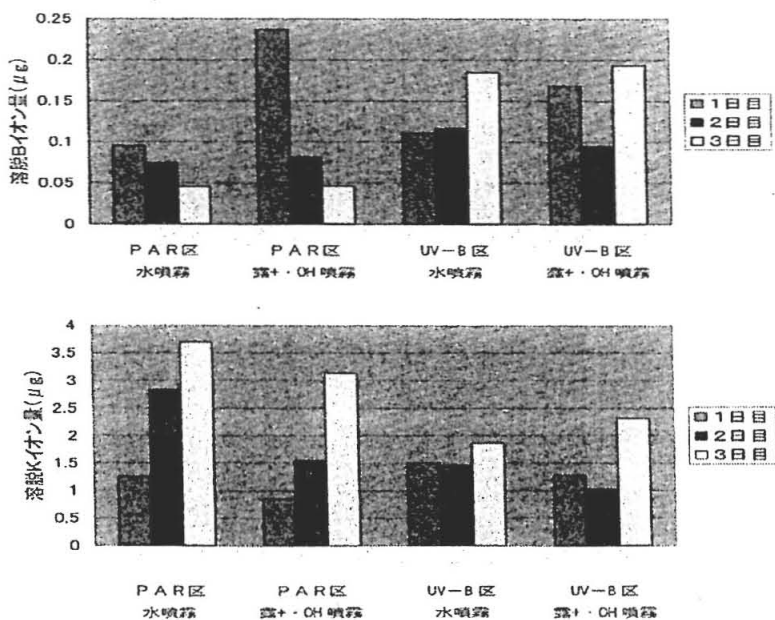 溶脱Bイオン量(μg)
0.25
0.2
0.15
0.1
0.05
0
1日目
2日目
3日目
PAR区 PAR区 UV-B区 UV-B区
水噴霧 露+・OH噴霧 水噴霧 露+・OH噴霧
溶脱Kイオン量(μg)
4
3.5
3
2.5
2
1.5
1
0.5
0
1日目
2日目
3日目
PAR区 PAR区 UV-B区 UV-B区
水噴霧 露+・OH噴霧 水噴霧 露+・OH噴霧